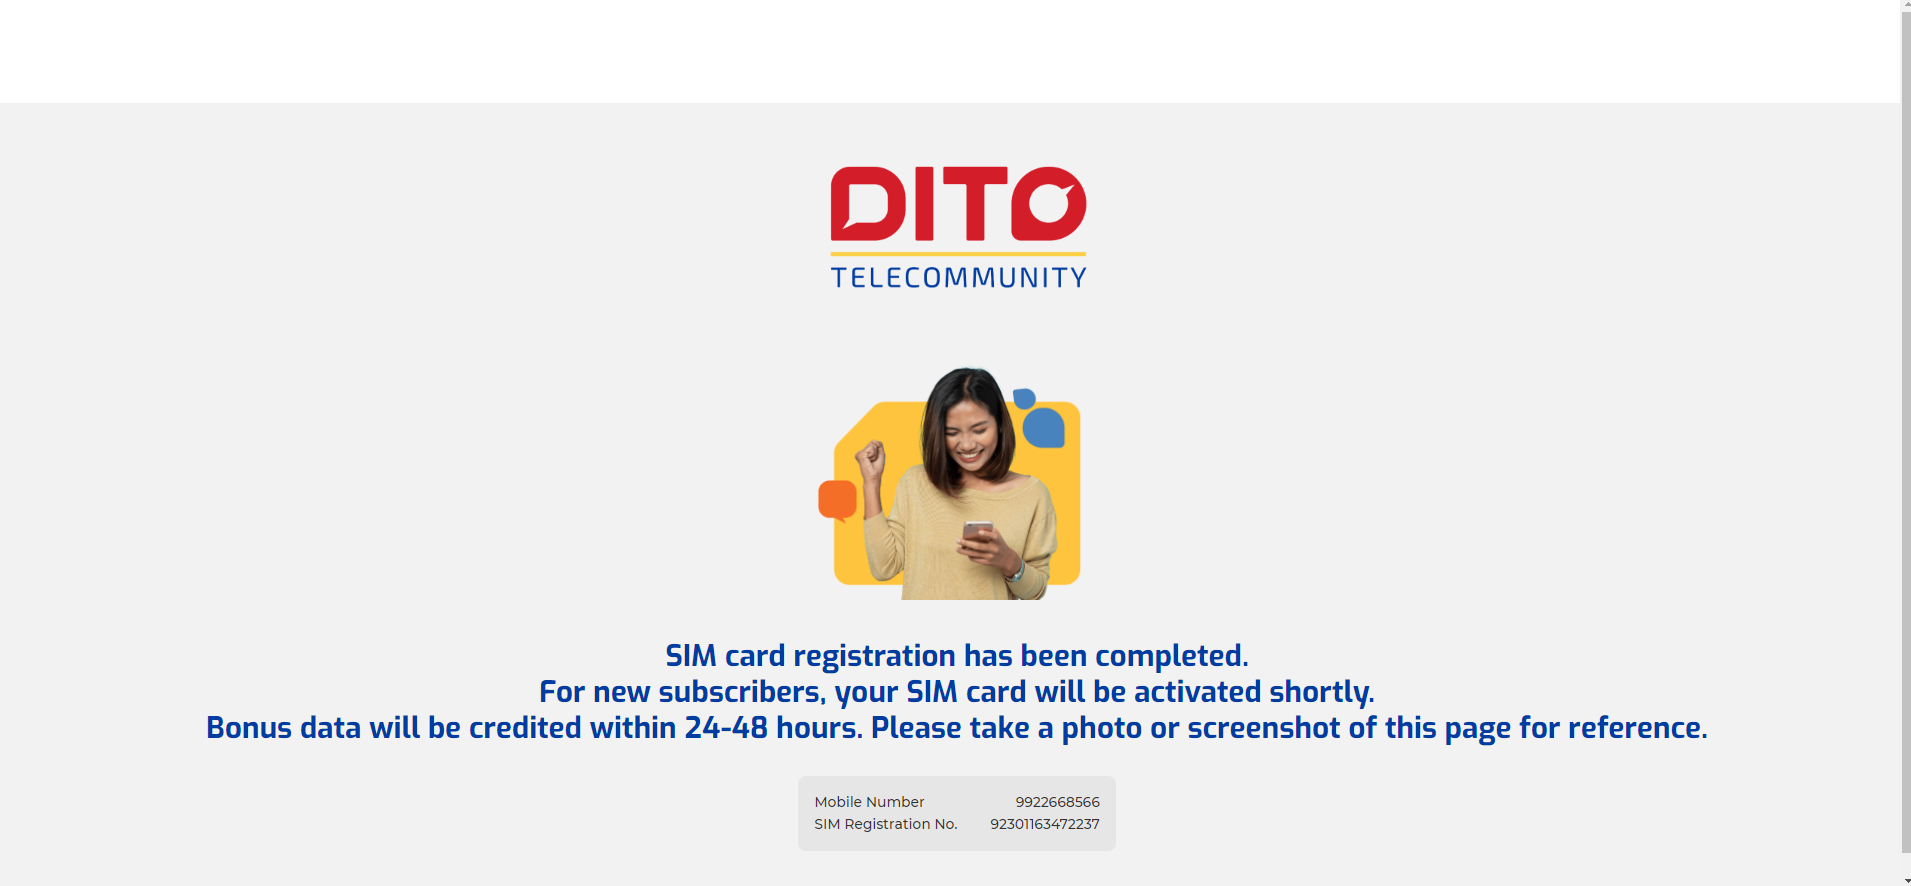 DITO
TELECOMMUNITY
SIM card registration has been completed.
For new subscribers, your SIM card will be activated shortly.
Bonus data will be credited within 24-48 hours. Please take a photo or screenshot of this page for reference.
Mobile Number 9922668566
SIM Registration No. 92301163472237